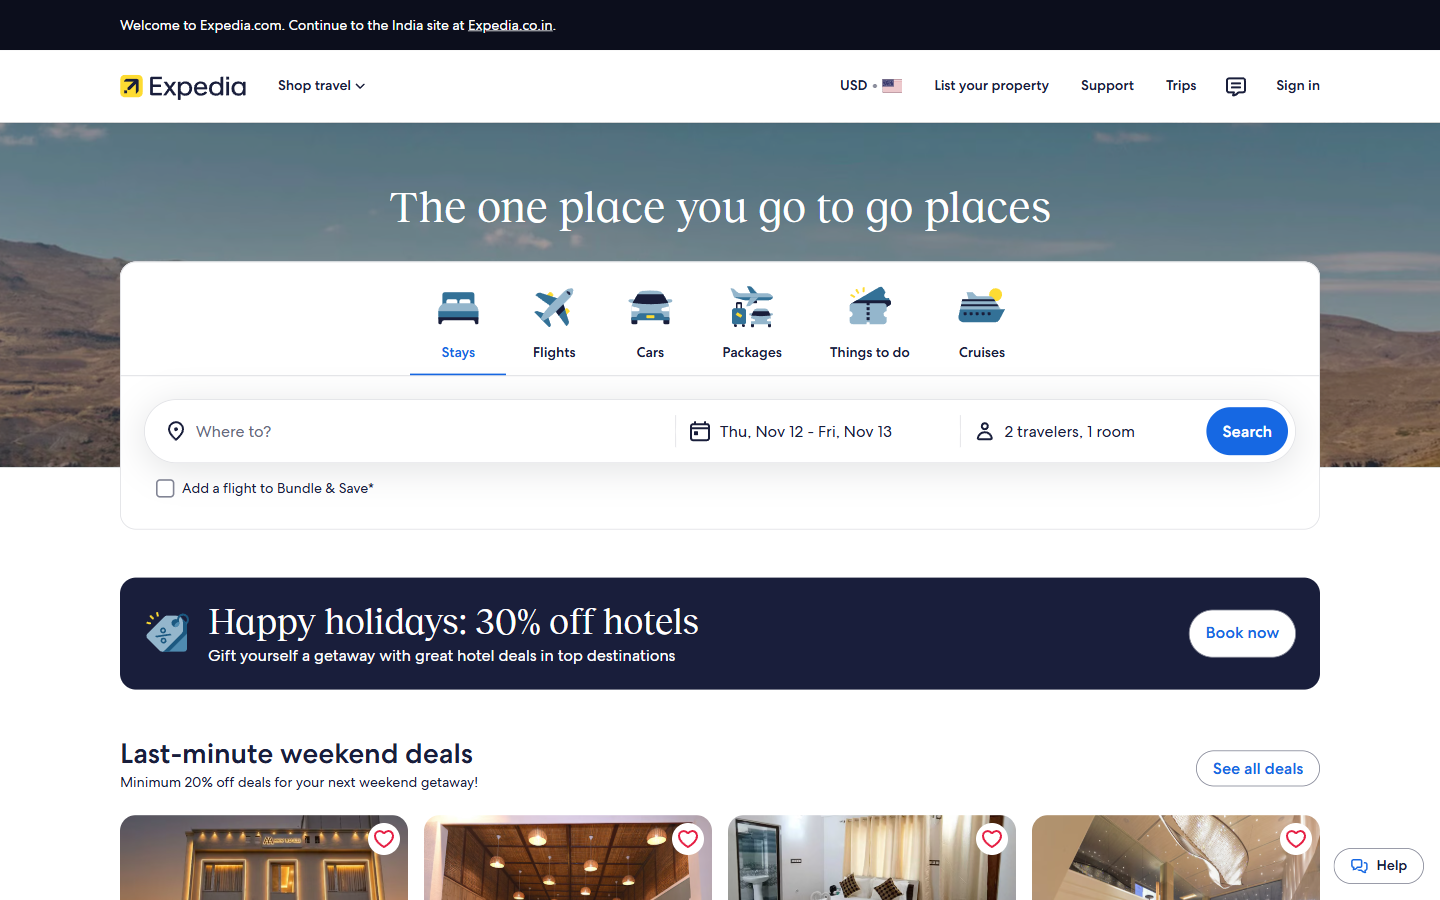 Welcome to Expedia.com. Continue to the India site at Expedia.co.in.
Expedia
Shop travel
USD • List your property Support Trips Sign in
The one place you go to go places
Stays Flights Cars Packages Things to do Cruises
Where to? Thu, Nov 12 - Fri, Nov 13 2 travelers, 1 room Search
Add a flight to Bundle & Save*
Happy holidays: 30% off hotels
Gift yourself a getaway with great hotel deals in top destinations
Book now
Last-minute weekend deals
Minimum 20% off deals for your next weekend getaway!
See all deals
Help